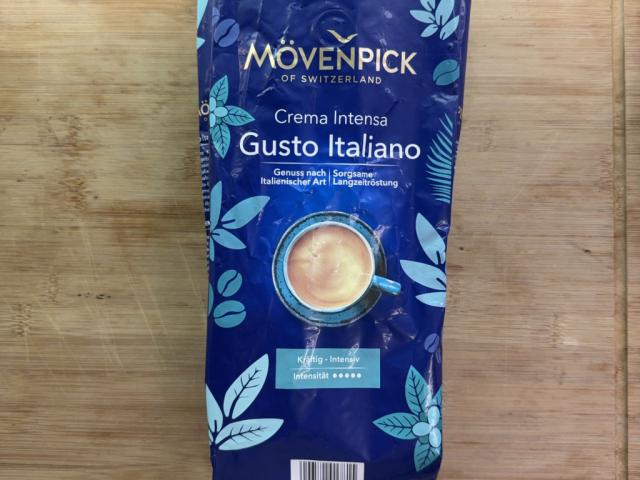 MÖVENPICK
OF SWITZERLAND
Crema Intensa
Gusto Italiano
Genuss nach
Italienischer Art
Sorgsame
Langzeitröstung
Kräftig - Intensiv
Intensität